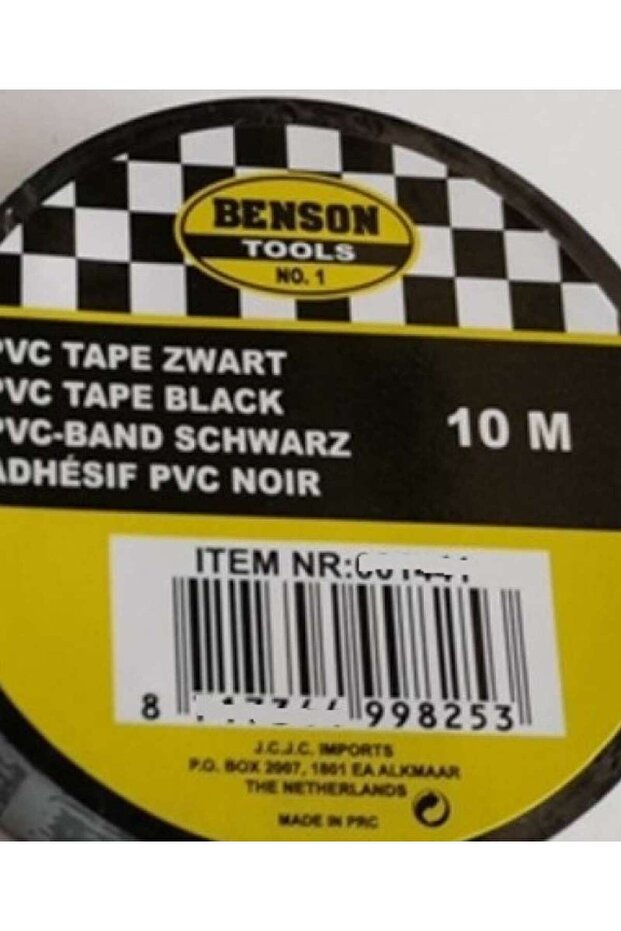 BENSON
TOOLS
NO. 1
PVC TAPE ZWART
PVC TAPE BLACK
PVC-BAND SCHWARZ
ADHÉSIF PVC NOIR
10 M
ITEM NR:
8 998253
J.C.J.C. IMPORTS
P.O. BOX 2007, 1801 EA ALKMAAR
THE NETHERLANDS
MADE IN PRC